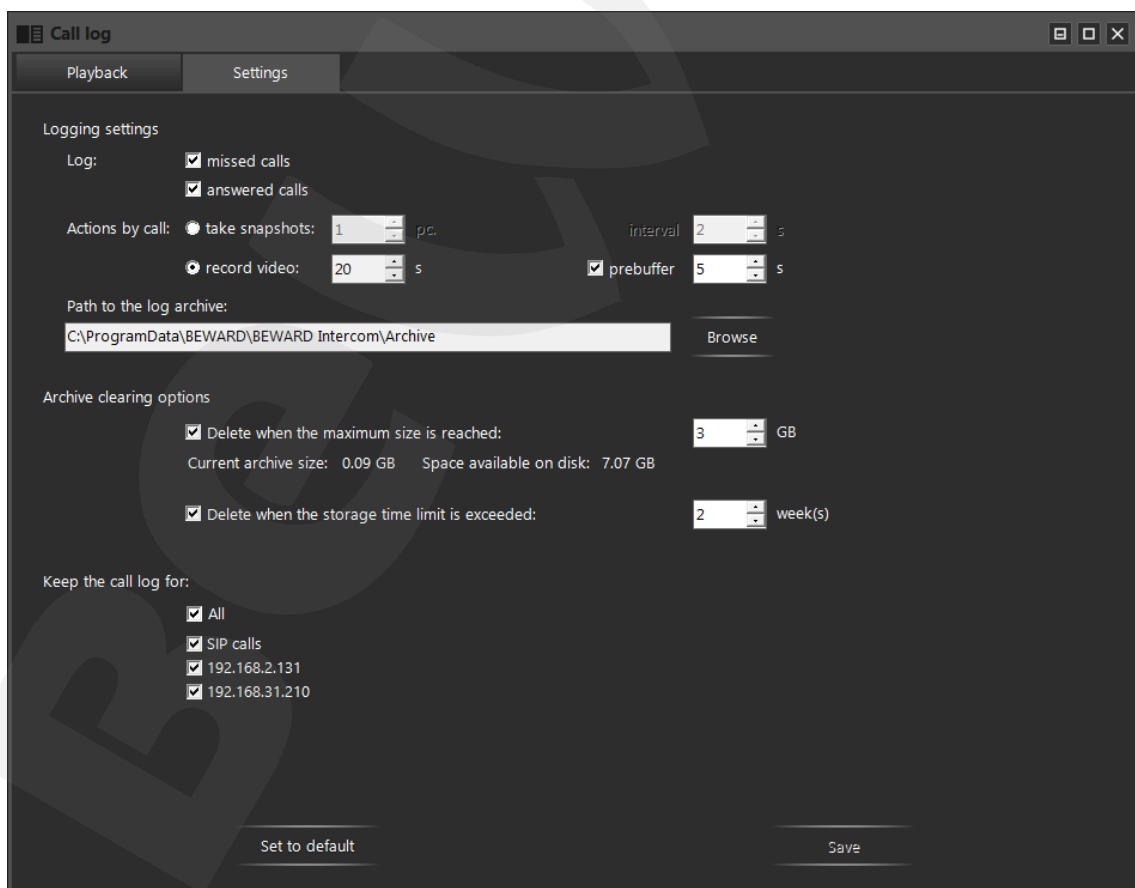 Call log
Playback Settings
Logging settings
Log: missed calls
answered calls
Actions by call: take snapshots: 1 pc. interval 2 s
record video: 20 s prebuffer 5 s
Path to the log archive:
C:\ProgramData\BEWARD\BEWARD Intercom\Archive Browse
Archive clearing options
Delete when the maximum size is reached: 3 GB
Current archive size: 0.09 GB Space available on disk: 7.07 GB
Delete when the storage time limit is exceeded: 2 week(s)
Keep the call log for:
All
SIP calls
192.168.2.131
192.168.31.210
Set to default Save